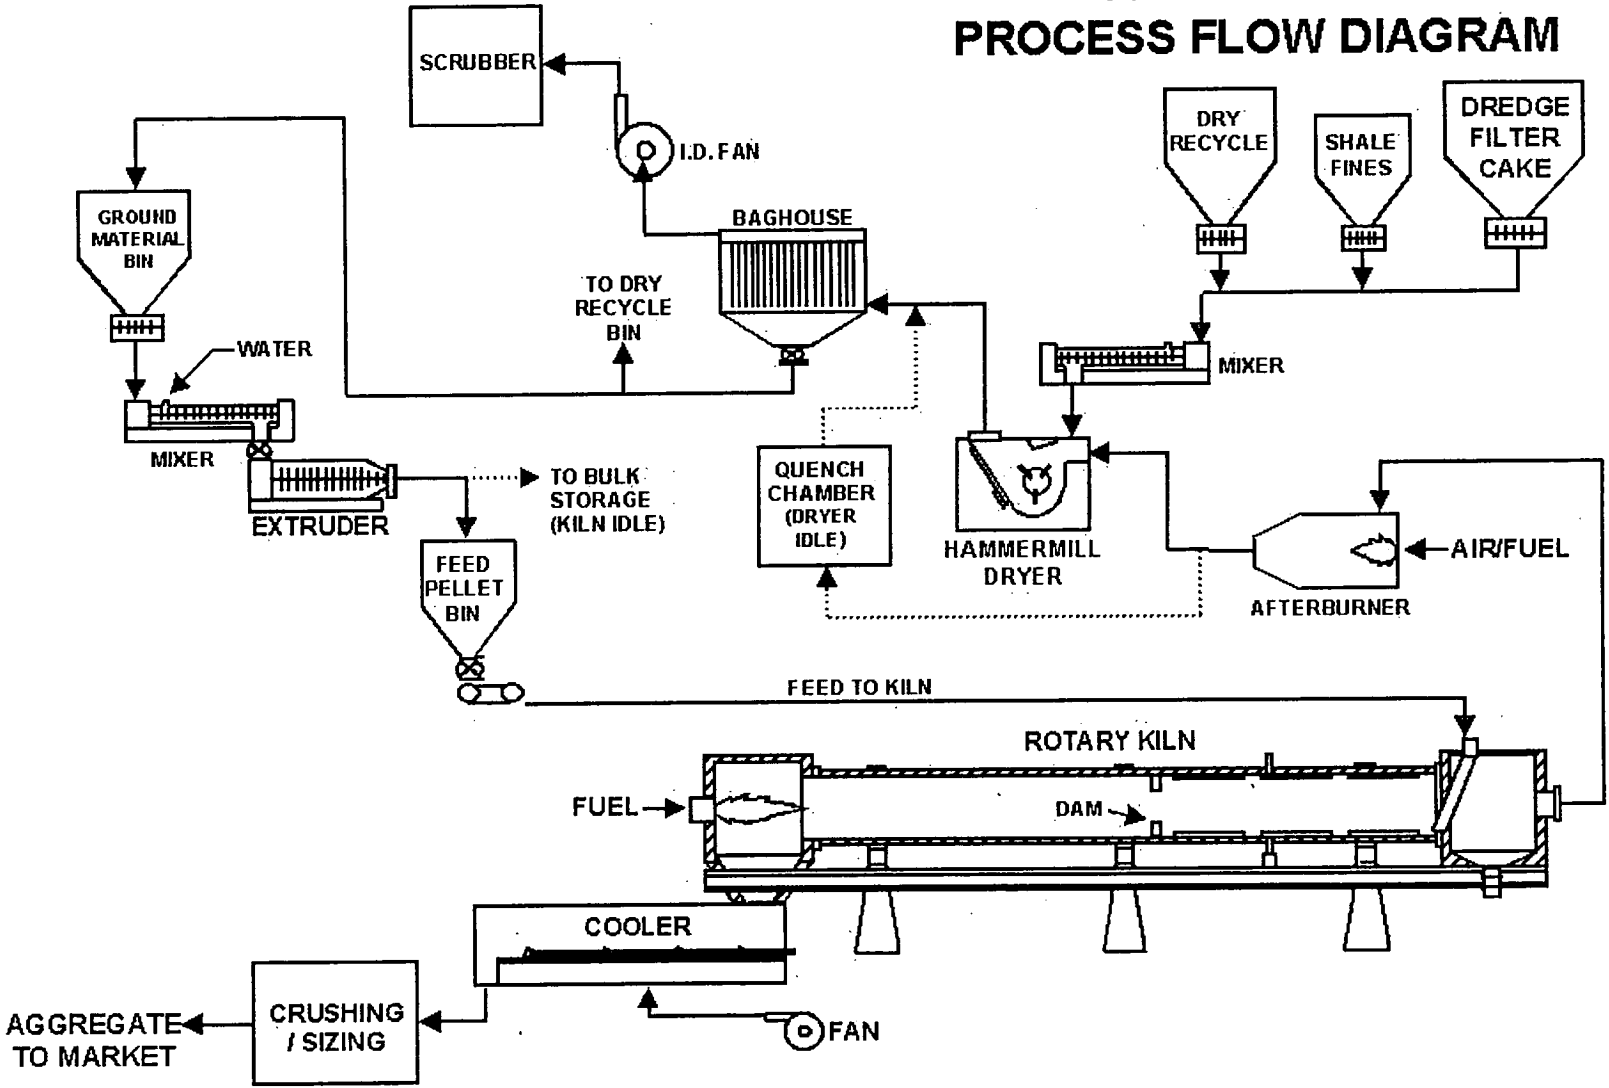 PROCESS FLOW DIAGRAM
SCRUBBER
I.D. FAN
DRY
RECYCLE
SHALE
FINES
DREDGE
FILTER
CAKE
GROUND
MATERIAL
BIN
BAGHOUSE
TO DRY
RECYCLE
BIN
WATER
MIXER
MIXER
EXTRUDER
TO BULK
STORAGE
(KILN IDLE)
QUENCH
CHAMBER
(DRYER
IDLE)
HAMMERMILL
DRYER
AIR/FUEL
AFTERBURNER
FEED
PELLET
BIN
FEED TO KILN
ROTARY KILN
FUEL
DAM
COOLER
FAN
CRUSHING
/ SIZING
AGGREGATE
TO MARKET